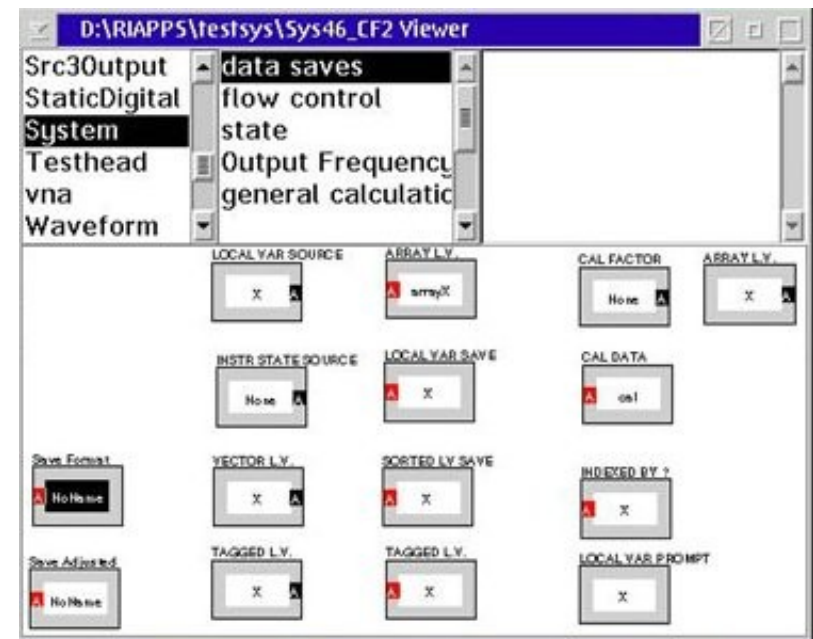 D:\RIAPPS\testsys\Sys46_CF2 Viewer
Src3Output
StaticDigital
System
Testhead
vna
Waveform
data saves
flow control
state
Output Frequency
general calculatic
LOCAL VAR SOURCE
X A
ARRAY L.V.
A arrayX
CAL FACTOR
None A
ARRAY L.V.
X A
INSTR STATE SOURCE
None A
LOCAL VAR SAVE
A X
CAL DATA
A cal
Save Format
A NoName
VECTOR L.V.
X A
SORTED LV SAVE
A X
INDEXED BY ?
A X
Save Adjusted
A NoName
TAGGED L.V.
X A
TAGGED L.V.
A X
LOCAL VAR PROMPT
X